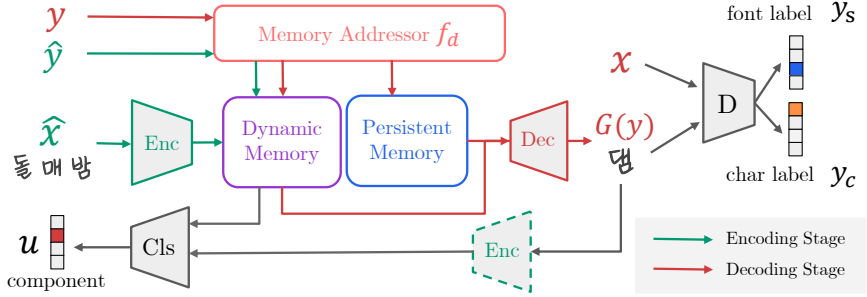 y
ŷ
Memory Addressor f_d
x̂
돌 매 밤
Enc
Dynamic
Memory
Persistent
Memory
Dec
x
G(y)
댐
D
font label y_s
char label y_c
u
component
Cls
Enc
Encoding Stage
Decoding Stage